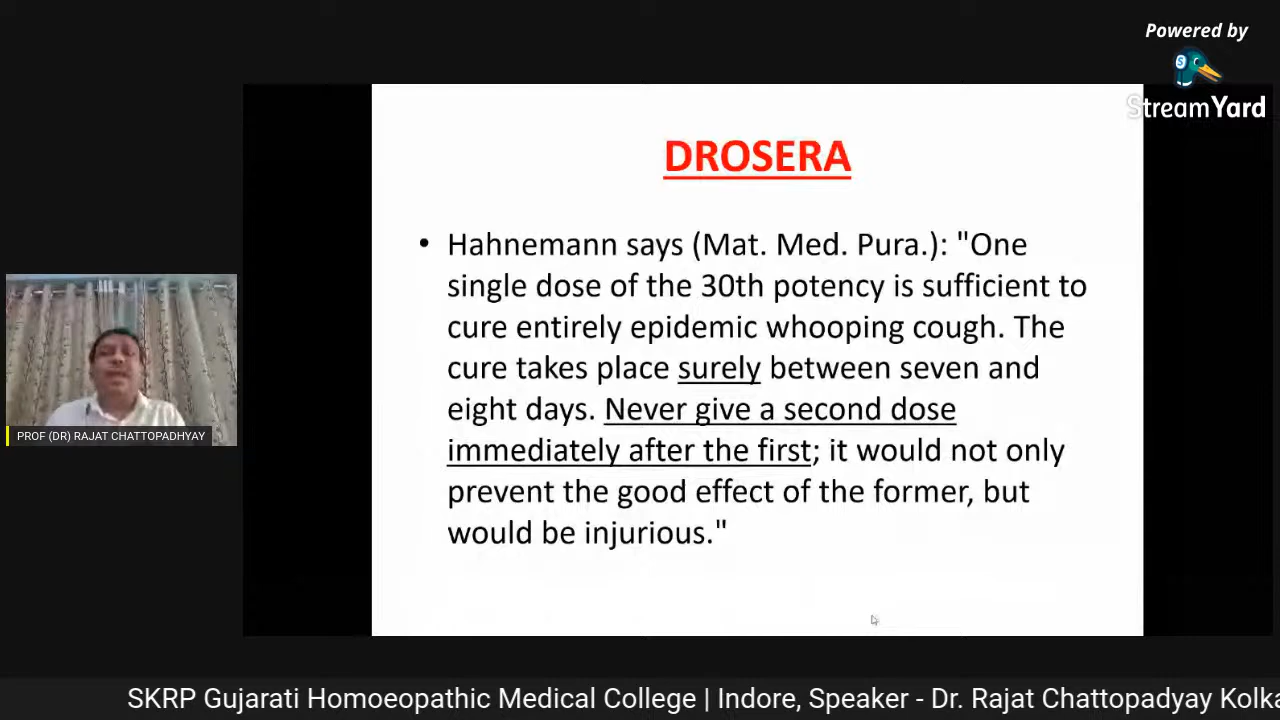 Powered by
StreamYard
DROSERA
• Hahnemann says (Mat. Med. Pura.): "One
single dose of the 30th potency is sufficient to
cure entirely epidemic whooping cough. The
cure takes place surely between seven and
eight days. Never give a second dose
immediately after the first; it would not only
prevent the good effect of the former, but
would be injurious."
PROF (DR) RAJAT CHATTOPADHYAY
SKRP Gujarati Homoeopathic Medical College | Indore, Speaker - Dr. Rajat Chattopadyay Kolka